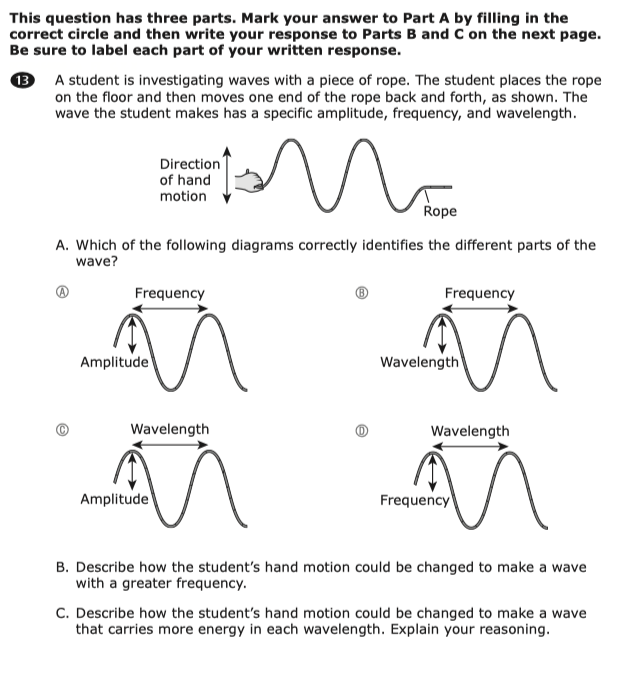 This question has three parts. Mark your answer to Part A by filling in the
correct circle and then write your response to Parts B and C on the next page.
Be sure to label each part of your written response.
13 A student is investigating waves with a piece of rope. The student places the rope
on the floor and then moves one end of the rope back and forth, as shown. The
wave the student makes has a specific amplitude, frequency, and wavelength.
Direction
of hand
motion
Rope
A. Which of the following diagrams correctly identifies the different parts of the
wave?
A Frequency
Amplitude
B Frequency
Wavelength
C Wavelength
Amplitude
D Wavelength
Frequency
B. Describe how the student's hand motion could be changed to make a wave
with a greater frequency.
C. Describe how the student's hand motion could be changed to make a wave
that carries more energy in each wavelength. Explain your reasoning.